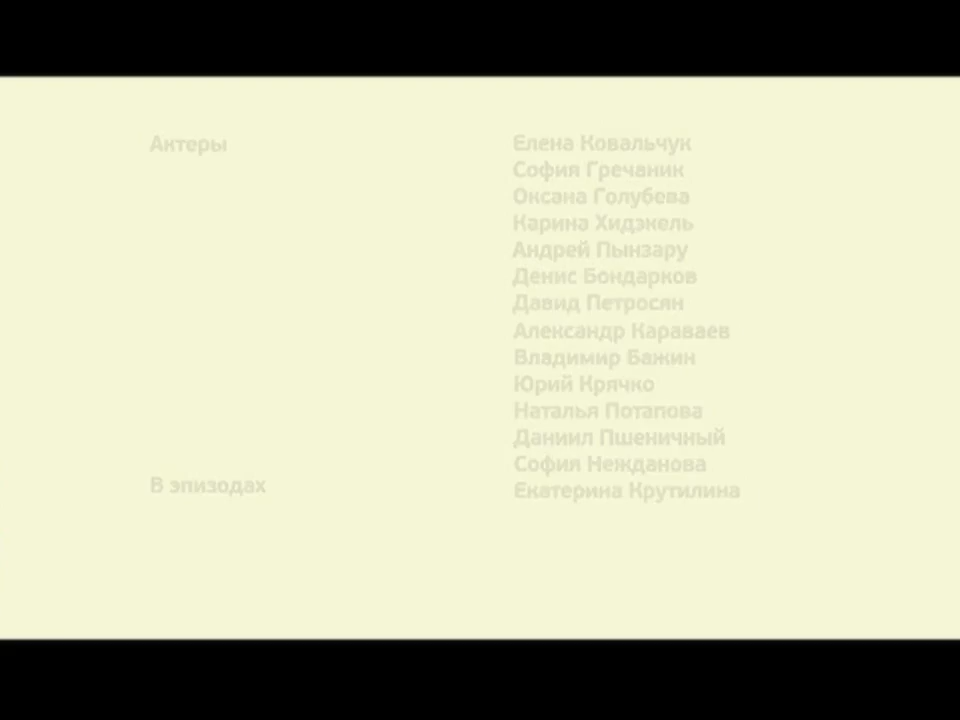 Актеры
Елена Ковальчук
София Гречаник
Оксана Голубева
Карина Хидэкель
Андрей Пынзару
Денис Бондарков
Давид Петросян
Александр Караваев
Владимир Бажин
Юрий Крячко
Наталья Потапова
Даниил Пшеничный
София Нежданова
В эпизодах
Екатерина Крутилина